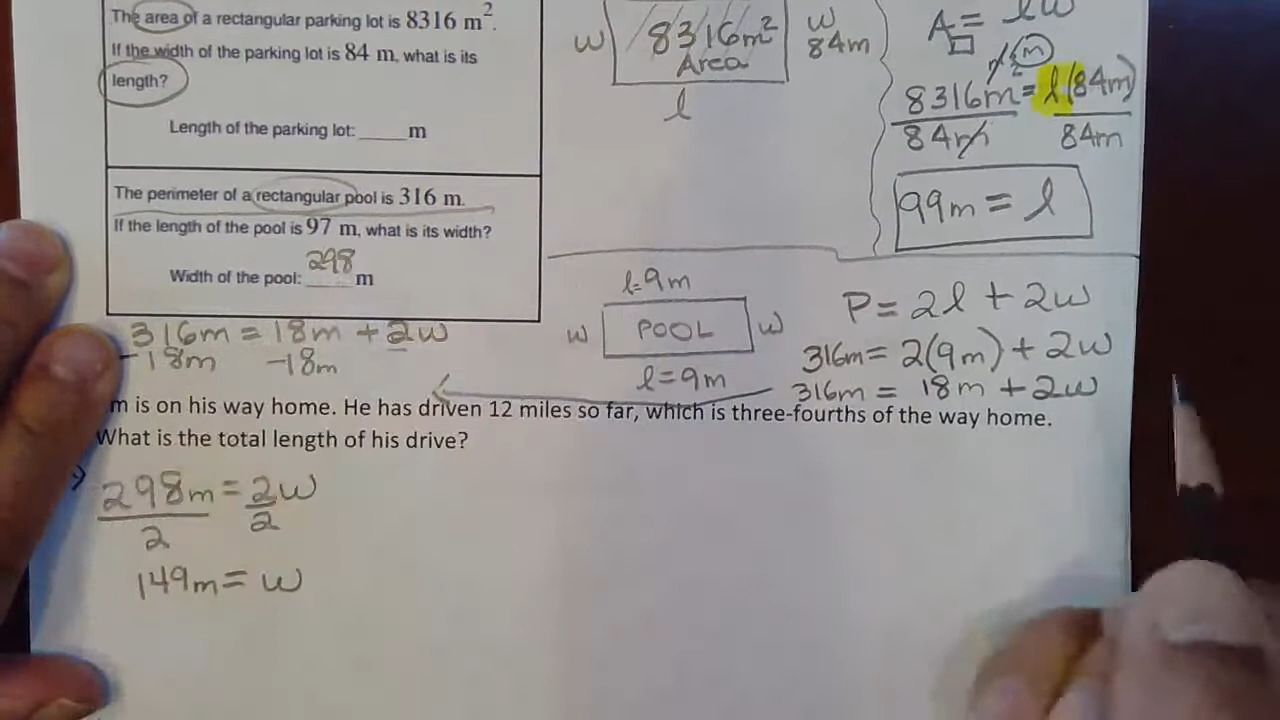 The area of a rectangular parking lot is 8316 m².
If the width of the parking lot is 84 m, what is its
length?
Length of the parking lot: _____ m
w
8316m²
Area
w
84m
l
A = lw
m
8316m² = l(84m)
84m 84m
99m = l
The perimeter of a rectangular pool is 316 m.
If the length of the pool is 97 m, what is its width?
298
Width of the pool: _____ m
l=9m
w POOL w
l=9m
P = 2l + 2w
316m = 2(9m) + 2w
316m = 18m + 2w
316m = 18m + 2w
-18m -18m
m is on his way home. He has driven 12 miles so far, which is three-fourths of the way home.
What is the total length of his drive?
298m = 2w
2 2
149m = w